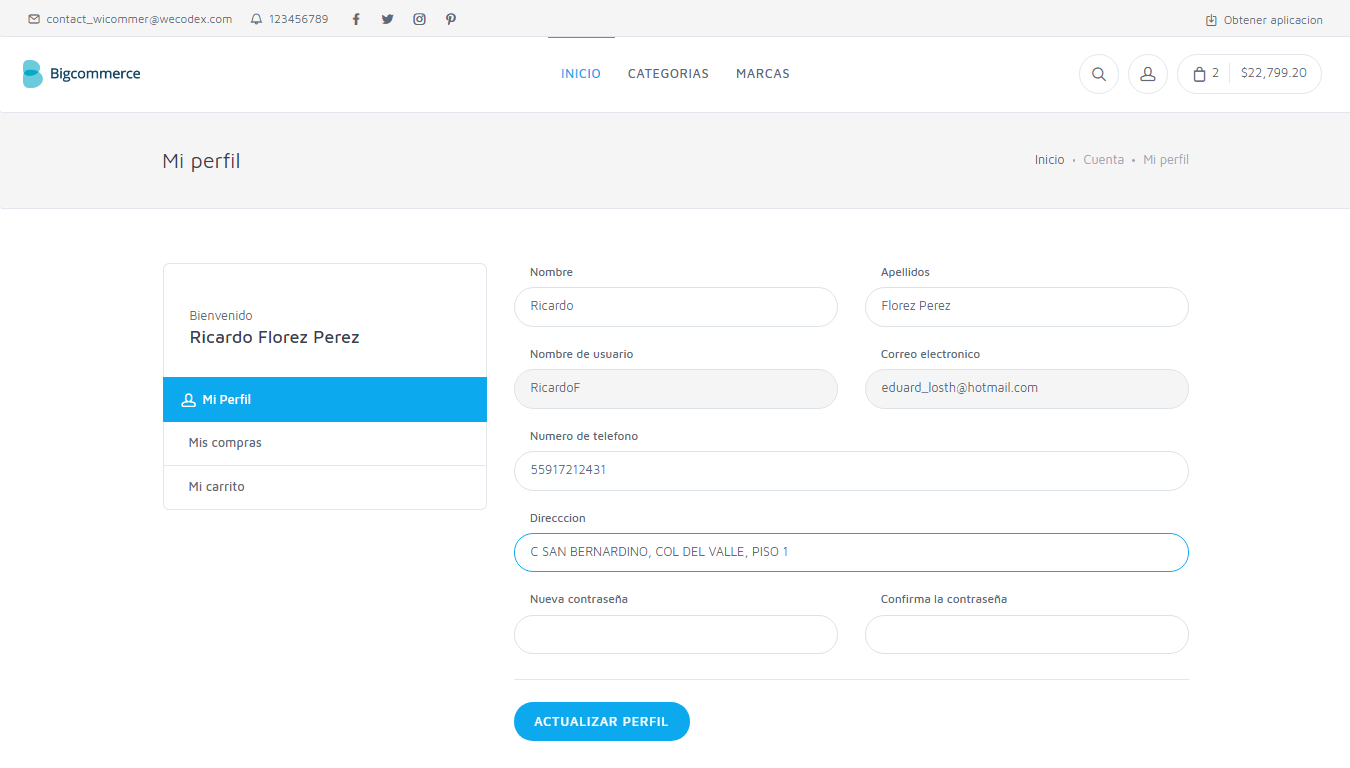 contact_wicommer@wecodex.com 123456789 Obtener aplicacion
Bigcommerce INICIO CATEGORIAS MARCAS 2 $22,799.20
Mi perfil Inicio • Cuenta • Mi perfil
Bienvenido
Ricardo Florez Perez
Mi Perfil
Mis compras
Mi carrito
Nombre Apellidos
Ricardo Florez Perez
Nombre de usuario Correo electronico
RicardoF eduard_losth@hotmail.com
Numero de telefono
55917212431
Direcccion
C SAN BERNARDINO, COL DEL VALLE, PISO 1
Nueva contraseña Confirma la contraseña
ACTUALIZAR PERFIL